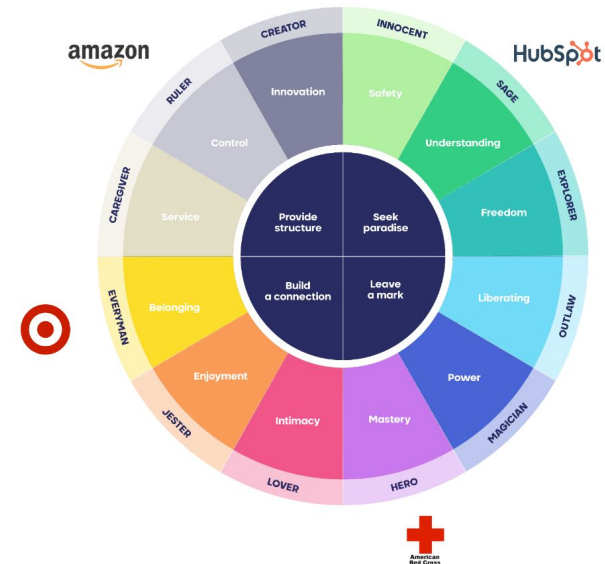 amazon
HubSpot
CREATOR
INNOCENT
RULER
SAGE
CAREGIVER
EXPLORER
EVERYMAN
OUTLAW
JESTER
MAGICIAN
LOVER
HERO
Innovation
Safety
Control
Understanding
Service
Freedom
Belonging
Liberating
Enjoyment
Power
Intimacy
Mastery
Provide
structure
Seek
paradise
Build
a connection
Leave
a mark
American
Red Cross